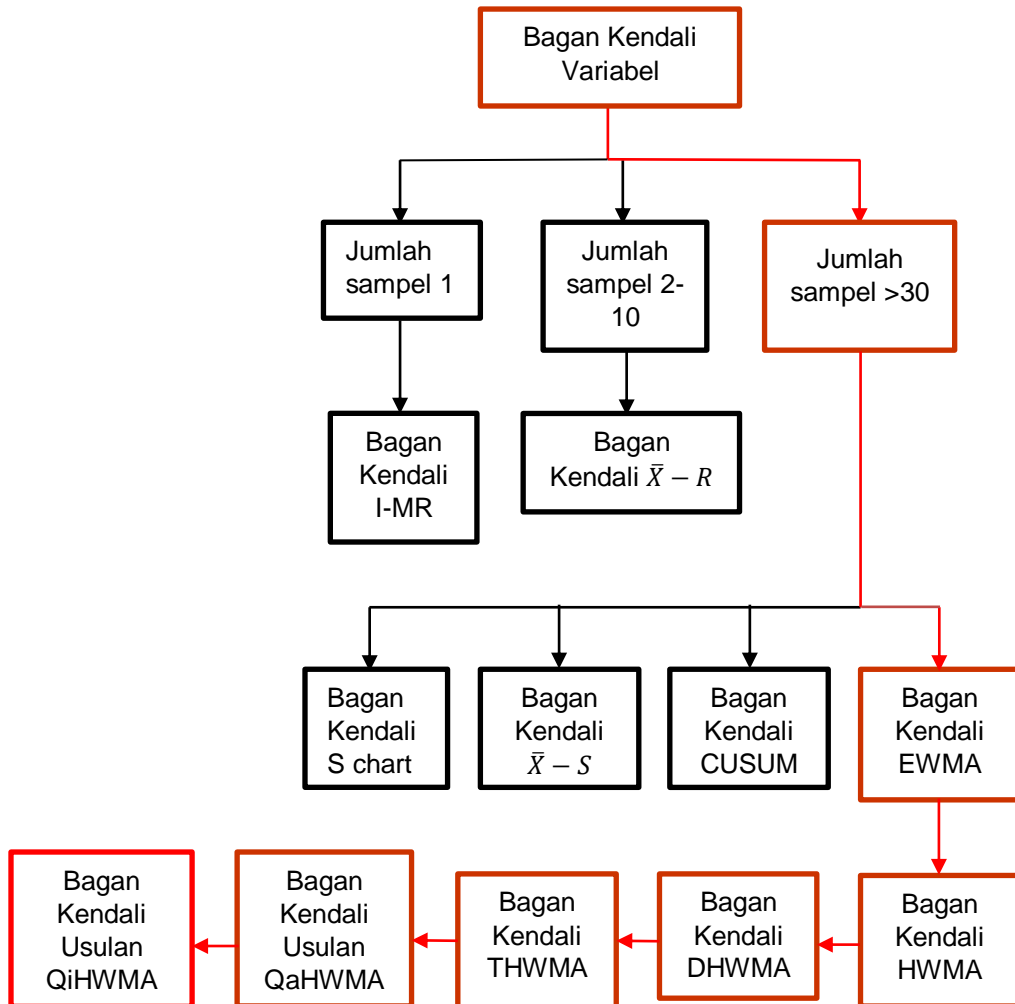 Bagan Kendali
Variabel
Jumlah
sampel 1
Jumlah
sampel 2-
10
Jumlah
sampel >30
Bagan
Kendali
I-MR
Bagan
Kendali X̄ − R
Bagan
Kendali
S chart
Bagan
Kendali
X̄ − S
Bagan
Kendali
CUSUM
Bagan
Kendali
EWMA
Bagan
Kendali
Usulan
QiHWMA
Bagan
Kendali
Usulan
QaHWMA
Bagan
Kendali
THWMA
Bagan
Kendali
DHWMA
Bagan
Kendali
HWMA